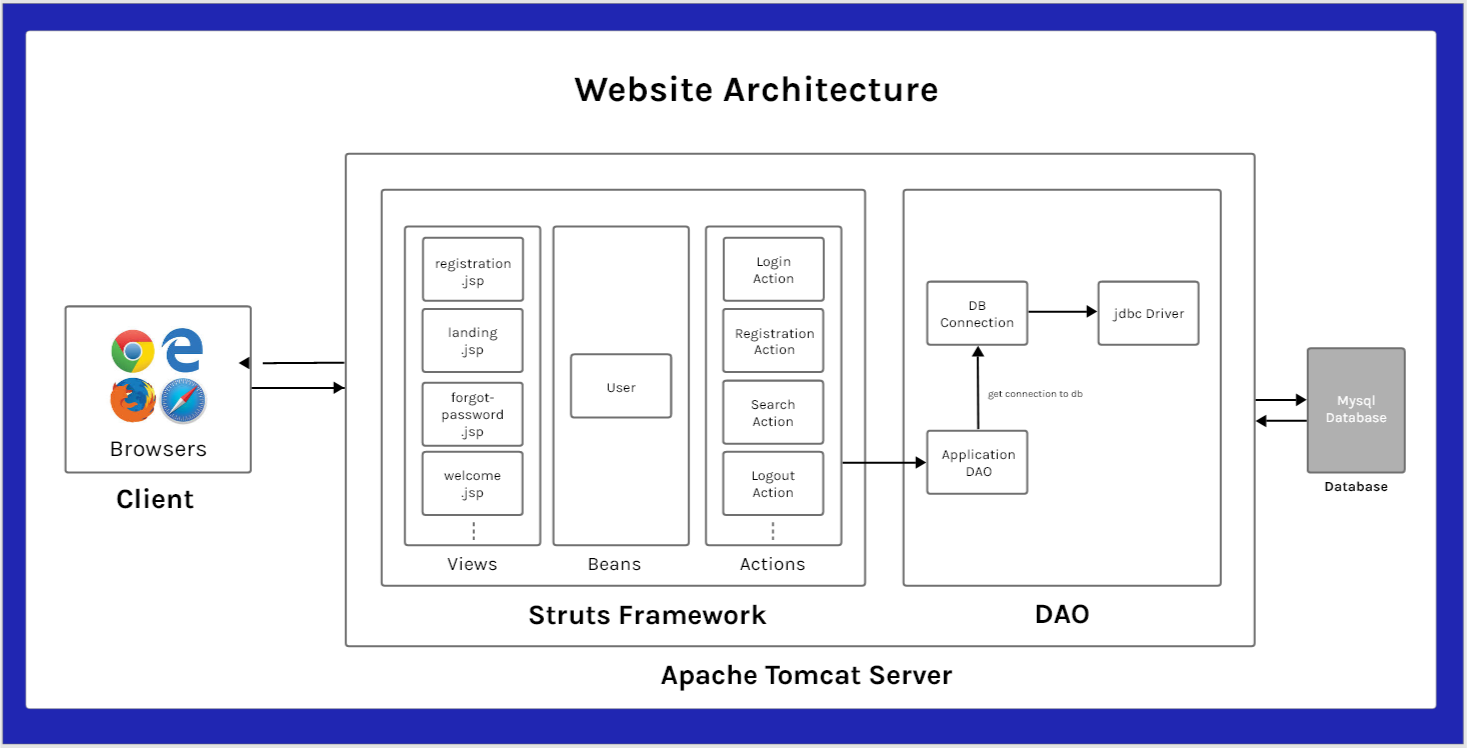 Website Architecture
registration
.jsp
landing
.jsp
forgot-
password
.jsp
welcome
.jsp
Views
User
Beans
Login
Action
Registration
Action
Search
Action
Logout
Action
Actions
Struts Framework
DB
Connection
jdbc Driver
get connection to db
Application
DAO
DAO
Apache Tomcat Server
Browsers
Client
Mysql
Database
Database